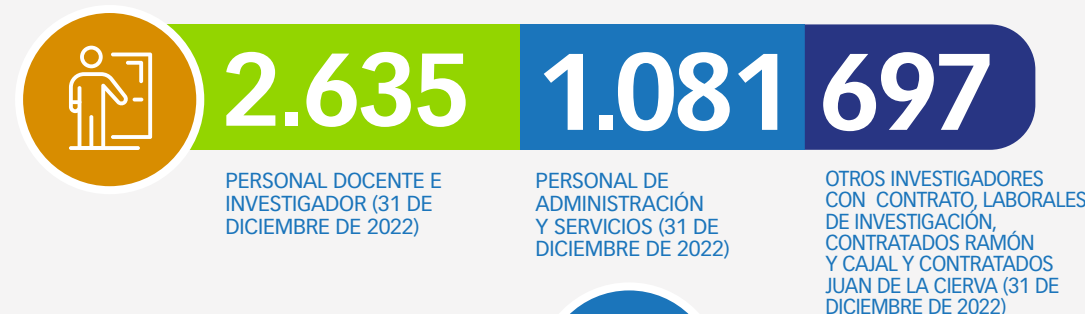 2.635
PERSONAL DOCENTE E
INVESTIGADOR (31 DE
DICIEMBRE DE 2022)
1.081
PERSONAL DE
ADMINISTRACIÓN
Y SERVICIOS (31 DE
DICIEMBRE DE 2022)
697
OTROS INVESTIGADORES
CON CONTRATO, LABORALES
DE INVESTIGACIÓN,
CONTRATADOS RAMÓN
Y CAJAL Y CONTRATADOS
JUAN DE LA CIERVA (31 DE
DICIEMBRE DE 2022)